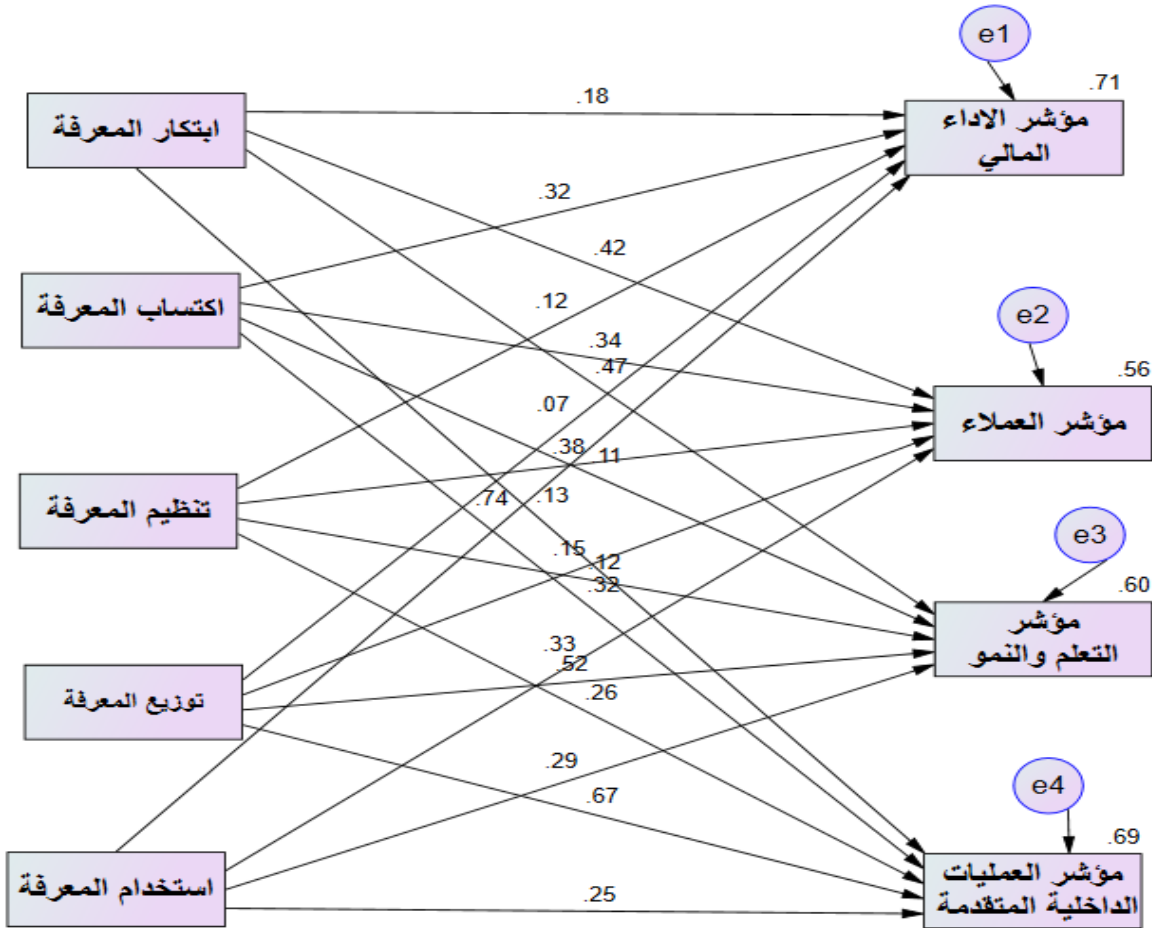 e1
.71
ابتكار المعرفة
.18
مؤشر الاداء
المالي
.32
.42
اكتساب المعرفة
.12
e2
.34
.47
.56
.07
مؤشر العملاء
.38
.11
تنظيم المعرفة
.74
.13
e3
.15
.12
.32
.60
مؤشر
التعلم والنمو
.33
.52
.26
توزيع المعرفة
.29
e4
.67
.69
استخدام المعرفة
.25
مؤشر العمليات
الداخلية المتقدمة